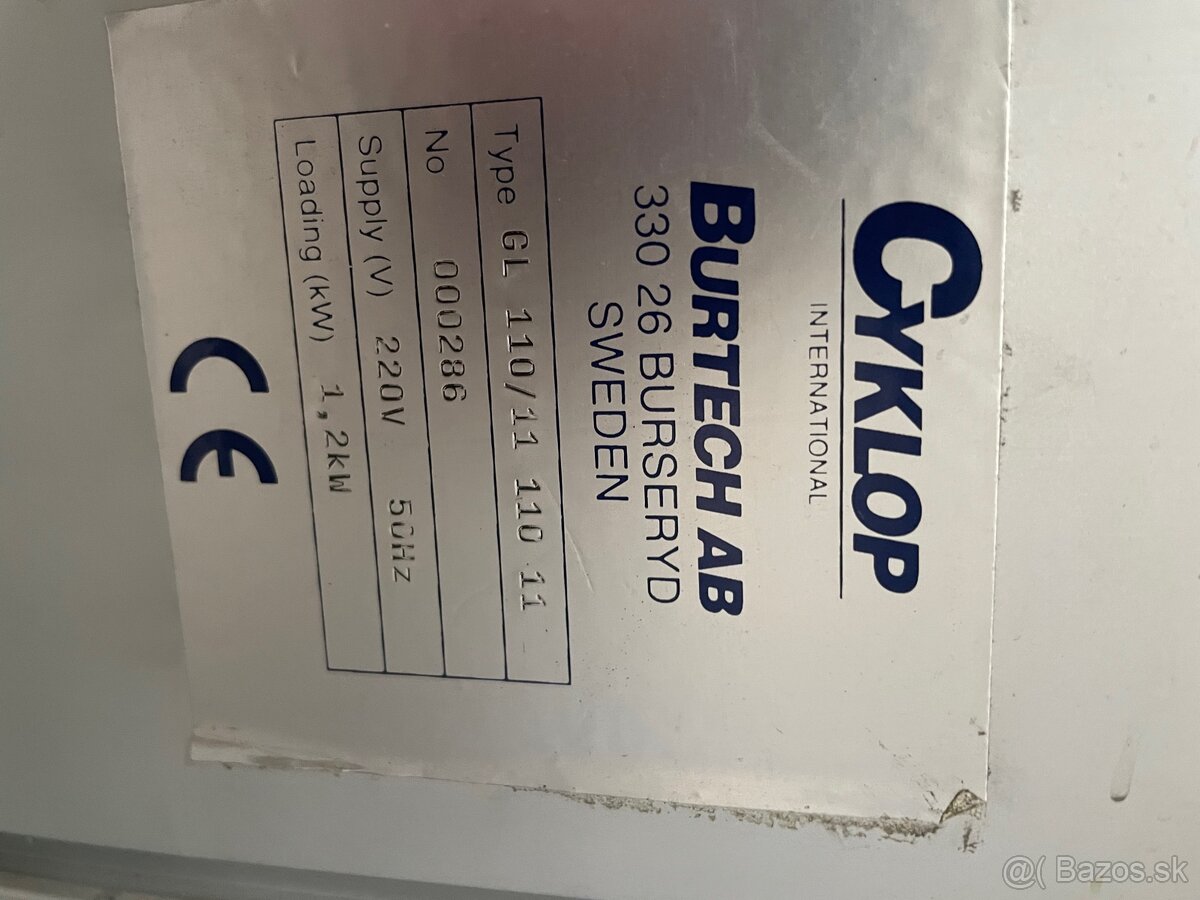 CYKLOP
INTERNATIONAL
BURTECH AB
330 26 BURSERYD
SWEDEN
Type GL 110/11 110 11
No 000286
Supply (V) 220V 50Hz
Loading (kW) 1,2kW
CE
@( Bazos.sk